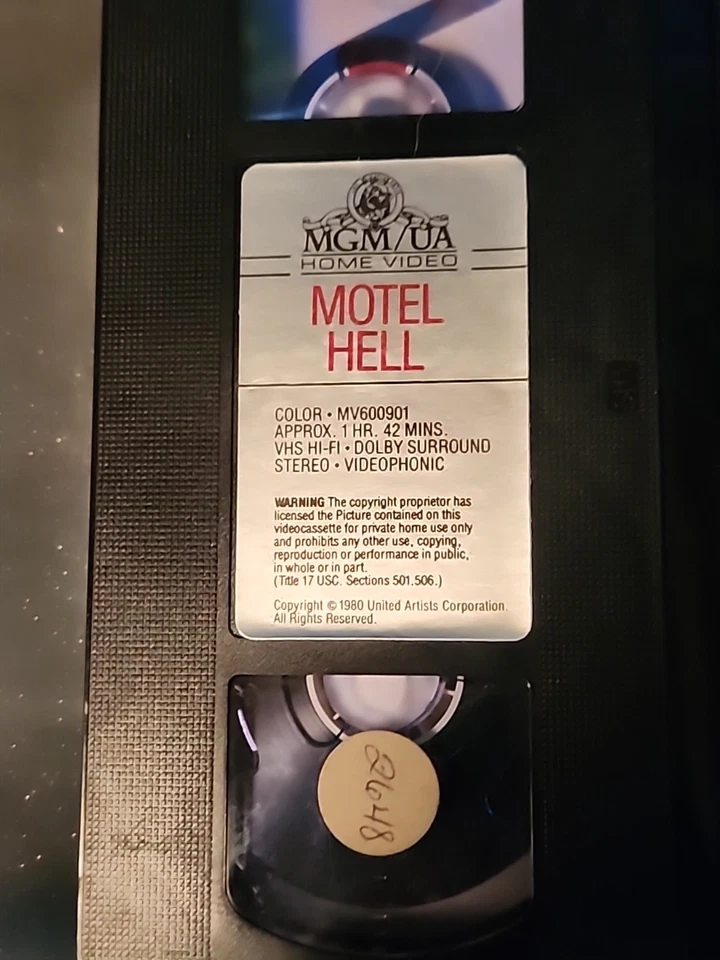 MGM/UA
HOME VIDEO
MOTEL
HELL
COLOR • MV600901
APPROX. 1 HR. 42 MINS.
VHS HI-FI • DOLBY SURROUND
STEREO • VIDEOPHONIC
WARNING The copyright proprietor has
licensed the Picture contained on this
videocassette for private home use only
and prohibits any other use, copying,
reproduction or performance in public,
in whole or in part.
(Title 17 USC. Sections 501.506.)
Copyright © 1980 United Artists Corporation.
All Rights Reserved.
2648